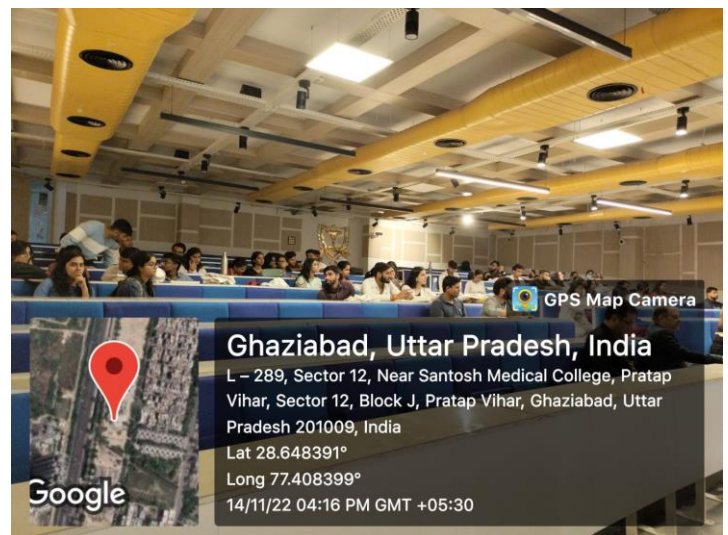 GPS Map Camera
Ghaziabad, Uttar Pradesh, India
L – 289, Sector 12, Near Santosh Medical College, Pratap
Vihar, Sector 12, Block J, Pratap Vihar, Ghaziabad, Uttar
Pradesh 201009, India
Lat 28.648391°
Long 77.408399°
14/11/22 04:16 PM GMT +05:30
Google